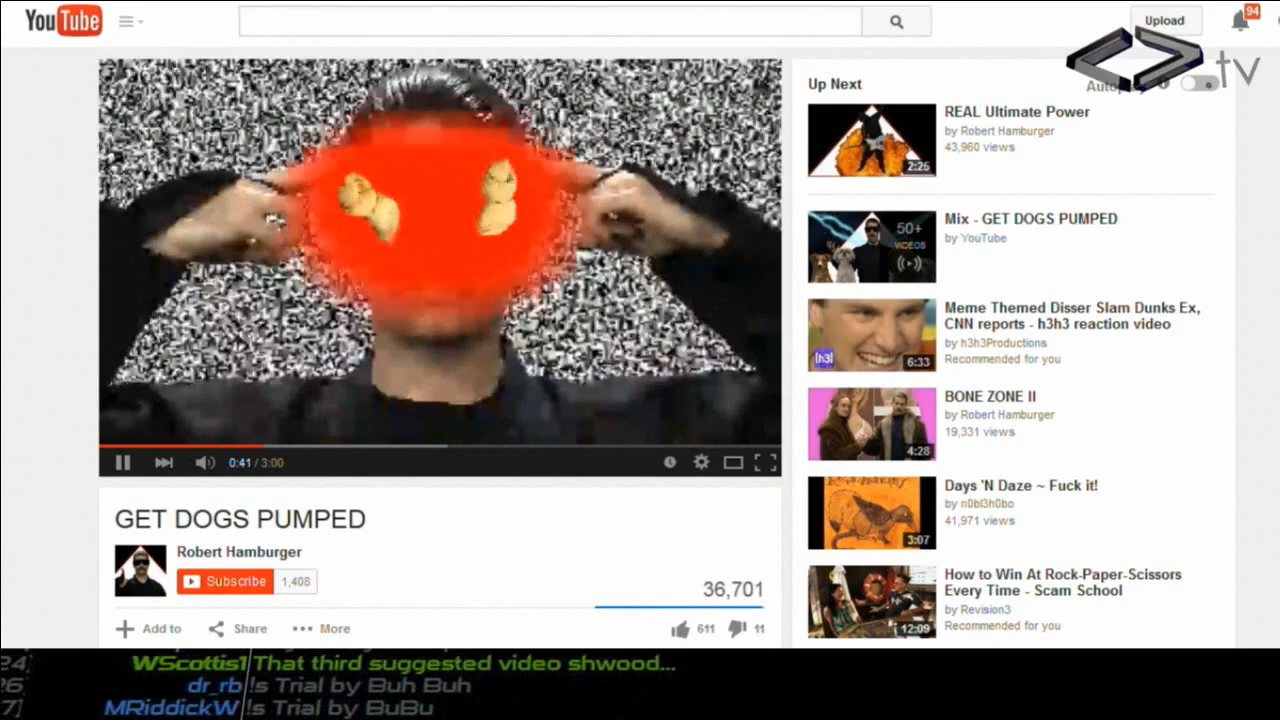 YouTube
Upload
94
tv
Up Next
REAL Ultimate Power
by Robert Hamburger
43,960 views
2:25
Mix - GET DOGS PUMPED
by YouTube
50+
VIDEOS
Meme Themed Disser Slam Dunks Ex,
CNN reports - h3h3 reaction video
by h3h3Productions
Recommended for you
[h3]
6:33
BONE ZONE II
by Robert Hamburger
19,331 views
4:28
Days 'N Daze ~ Fuck it!
by n0bl3h0bo
41,971 views
3:07
How to Win At Rock-Paper-Scissors
Every Time - Scam School
by Revision3
Recommended for you
12:09
0:41 / 3:00
GET DOGS PUMPED
Robert Hamburger
Subscribe 1,408
36,701
Add to Share More
611 11
24] WScottis1 That third suggested video shwood...
26] dr_rb !s Trial by Buh Buh
7] MRiddickW !s Trial by BuBu